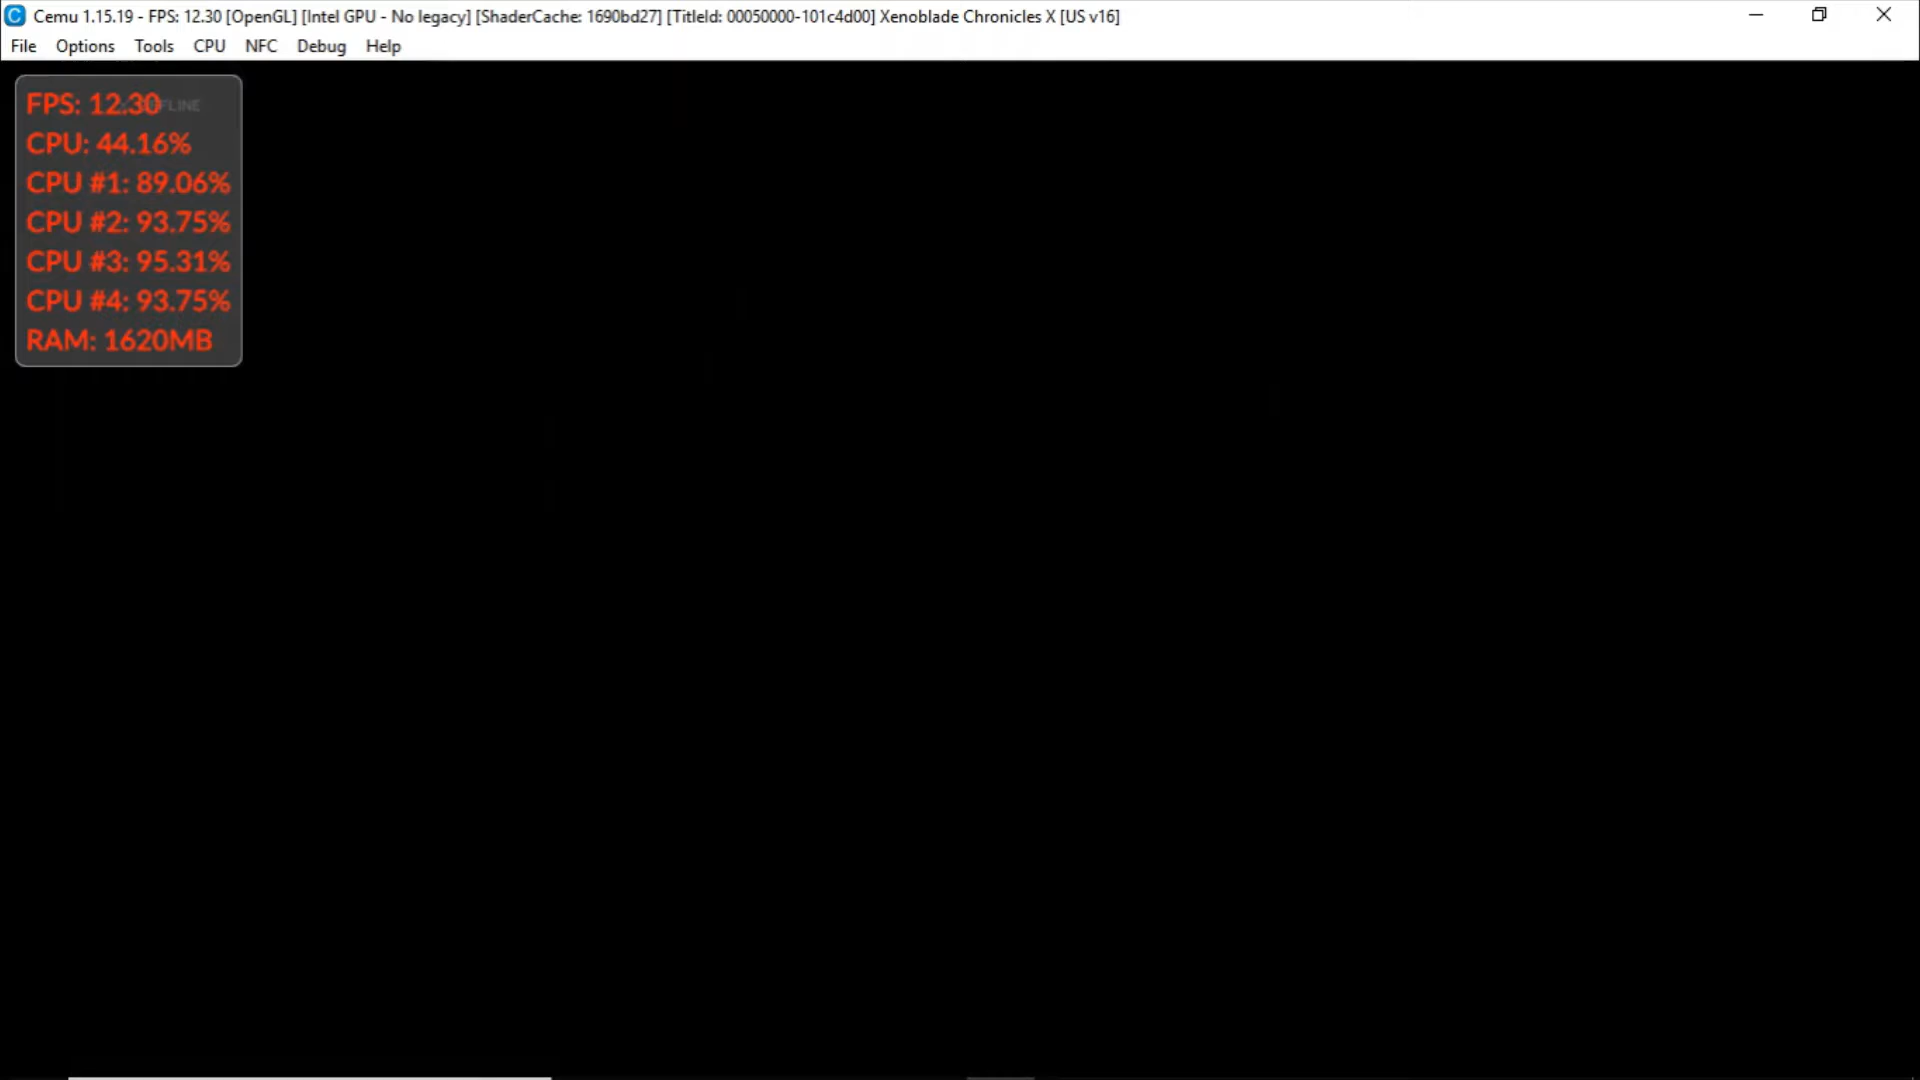 Cemu 1.15.19 - FPS: 12.30 [OpenGL] [Intel GPU - No legacy] [ShaderCache: 1690bd27] [TitleId: 00050000-101c4d00] Xenoblade Chronicles X [US v16]
File Options Tools CPU NFC Debug Help
FPS: 12.30
CPU: 44.16%
CPU #1: 89.06%
CPU #2: 93.75%
CPU #3: 95.31%
CPU #4: 93.75%
RAM: 1620MB